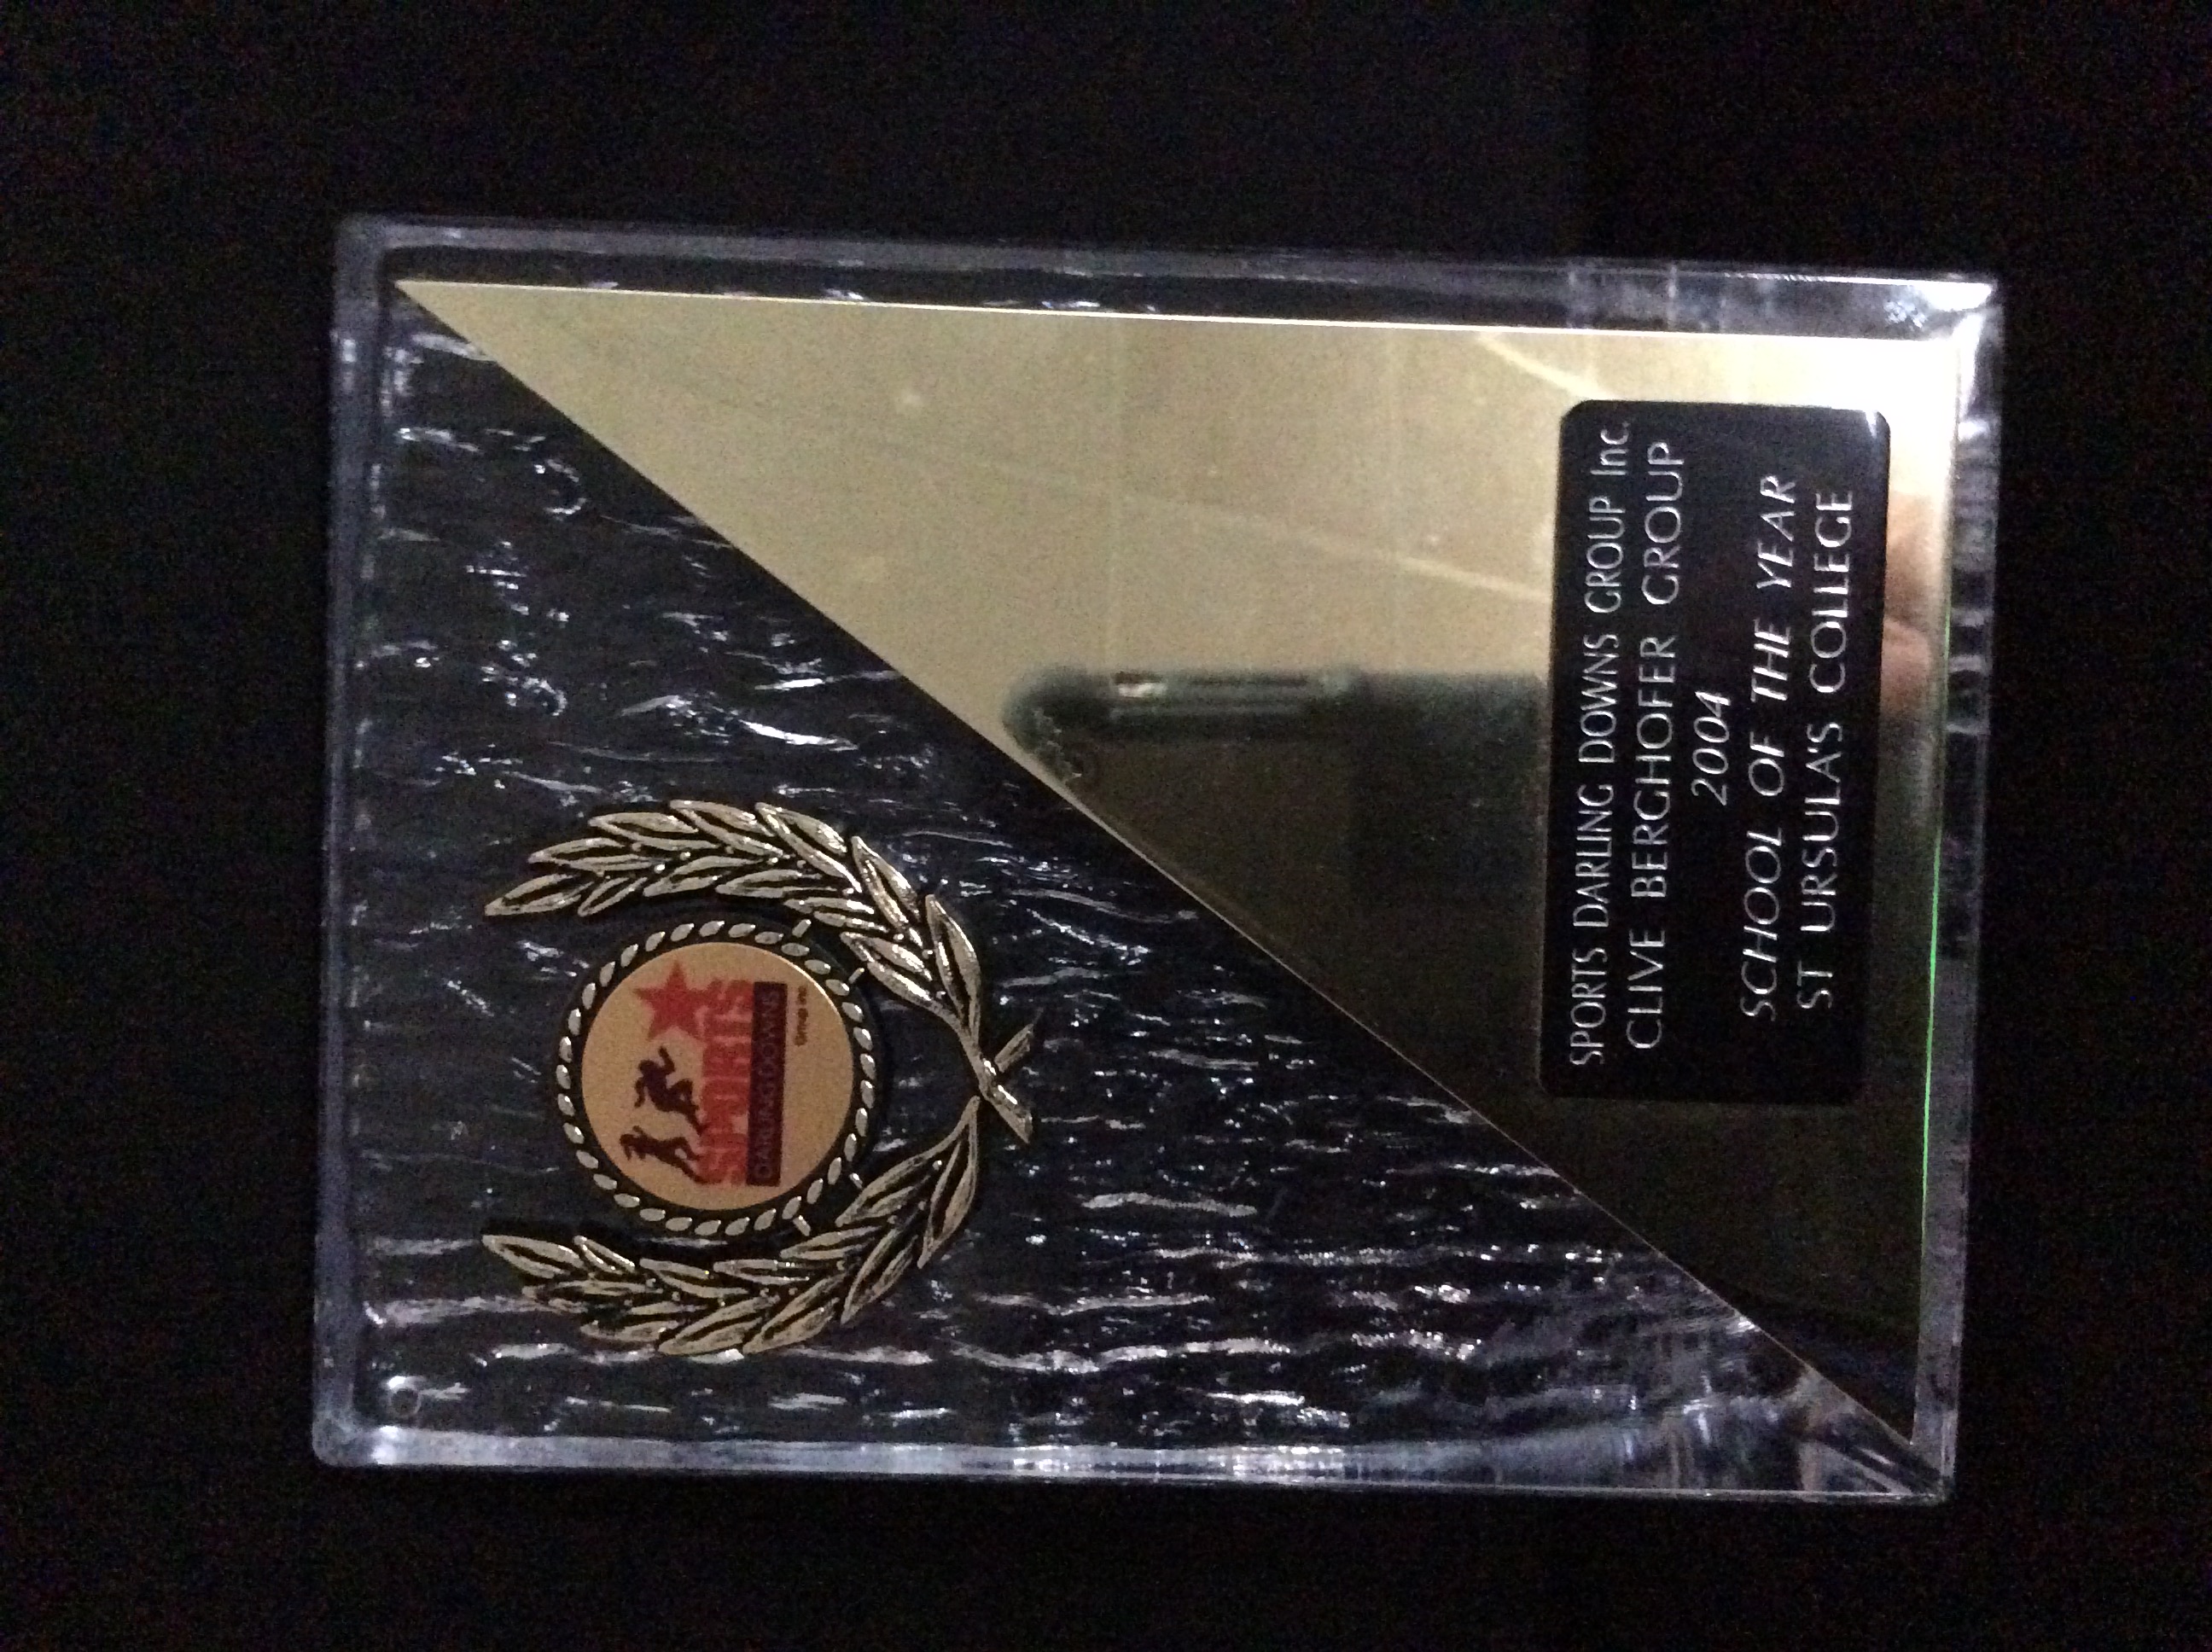 SPORTS
DARLING DOWNS
Group Inc.
SPORTS DARLING DOWNS GROUP Inc.
CLIVE BERGHOFER GROUP
2004
SCHOOL OF THE YEAR
ST URSULA'S COLLEGE